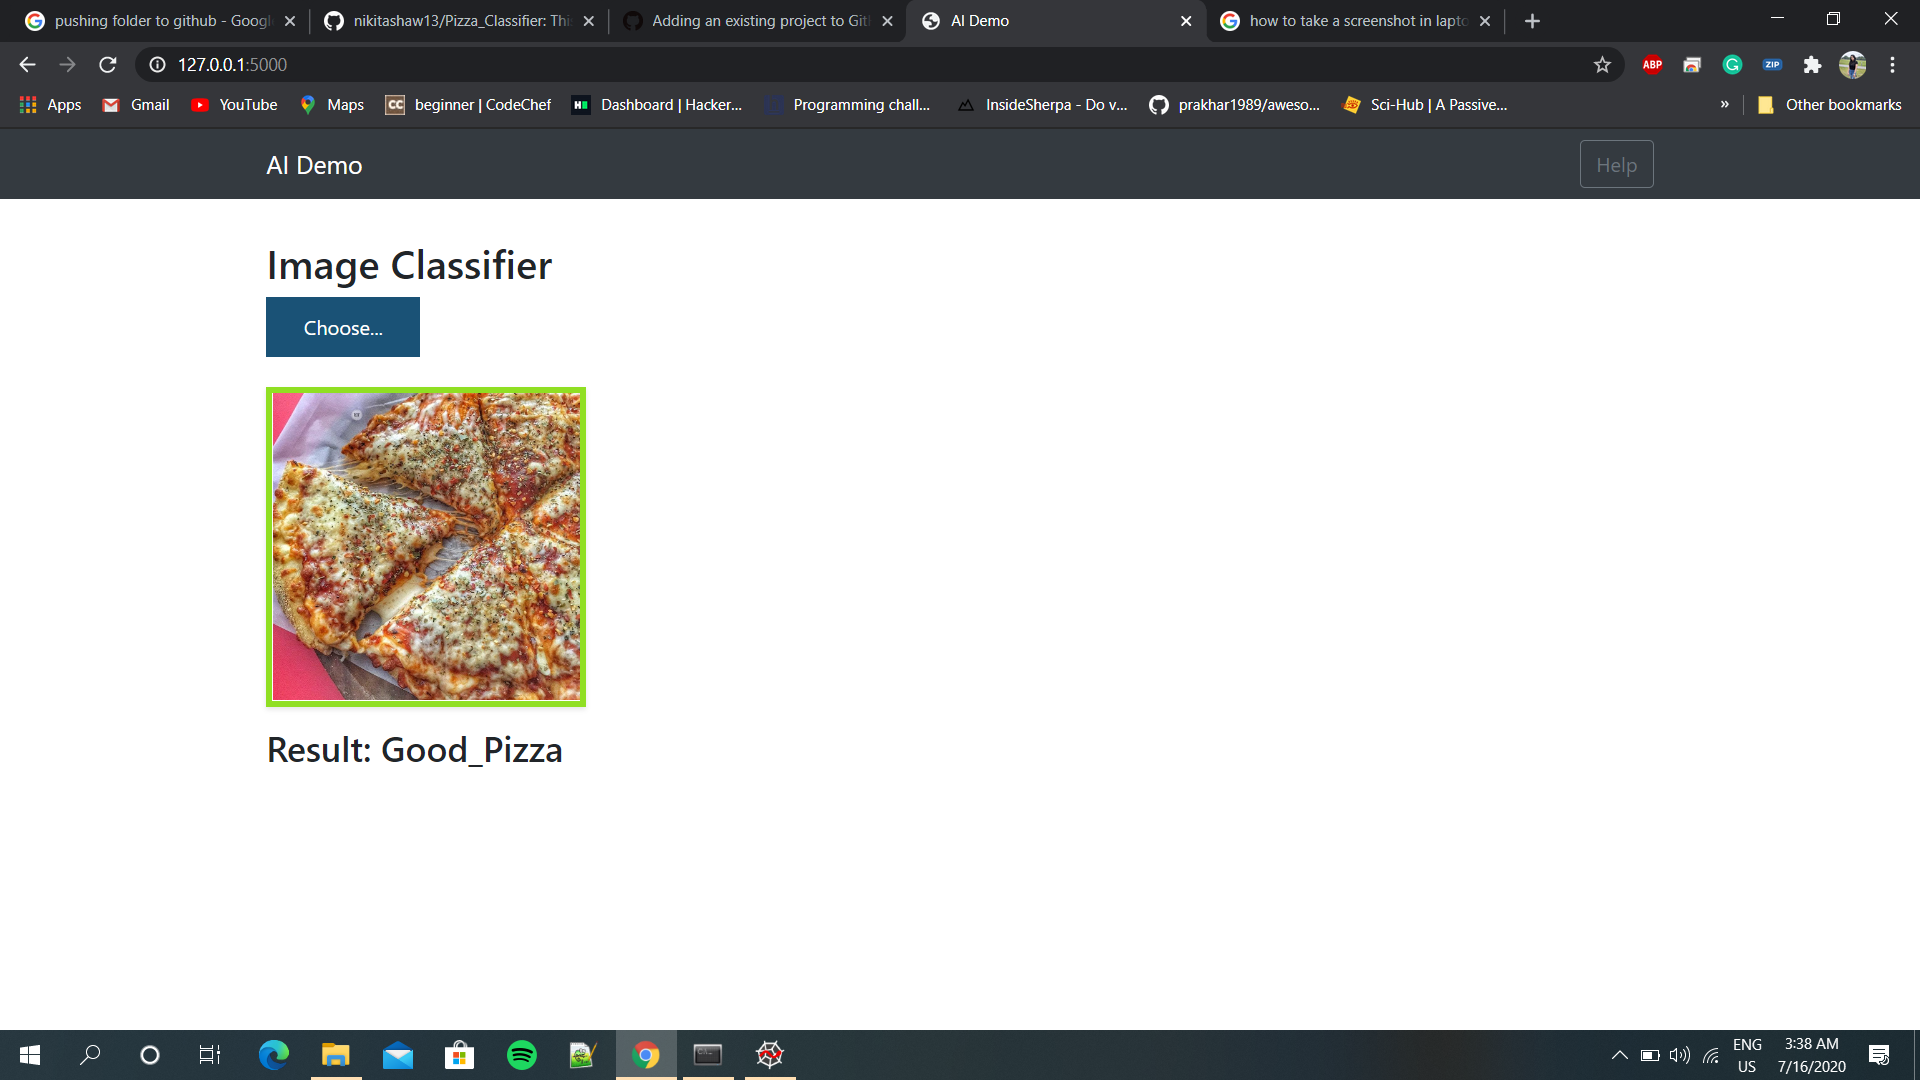 pushing folder to github - Googl
nikitashaw13/Pizza_Classifier: Thi
Adding an existing project to Git
AI Demo
how to take a screenshot in lapto
127.0.0.1:5000
ABP
ZIP
Apps
Gmail
YouTube
Maps
CC
beginner | CodeChef
Dashboard | Hacker...
Programming chall...
InsideSherpa - Do v...
prakhar1989/aweso...
Sci-Hub | A Passive...
»
Other bookmarks
AI Demo
Help
Image Classifier
Choose...
Result: Good_Pizza
ENG
US
3:38 AM
7/16/2020